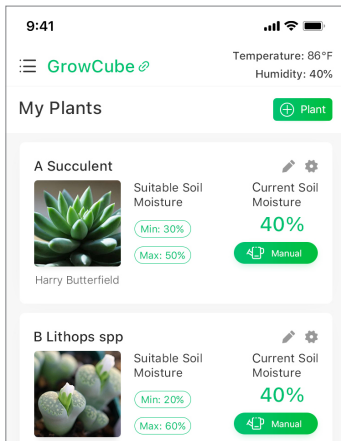 9:41
GrowCube
Temperature: 86°F
Humidity: 40%
My Plants
Plant
A Succulent
Suitable Soil
Moisture
Min: 30%
Max: 50%
Current Soil
Moisture
40%
Manual
Harry Butterfield
B Lithops spp
Suitable Soil
Moisture
Min: 20%
Max: 60%
Current Soil
Moisture
40%
Manual